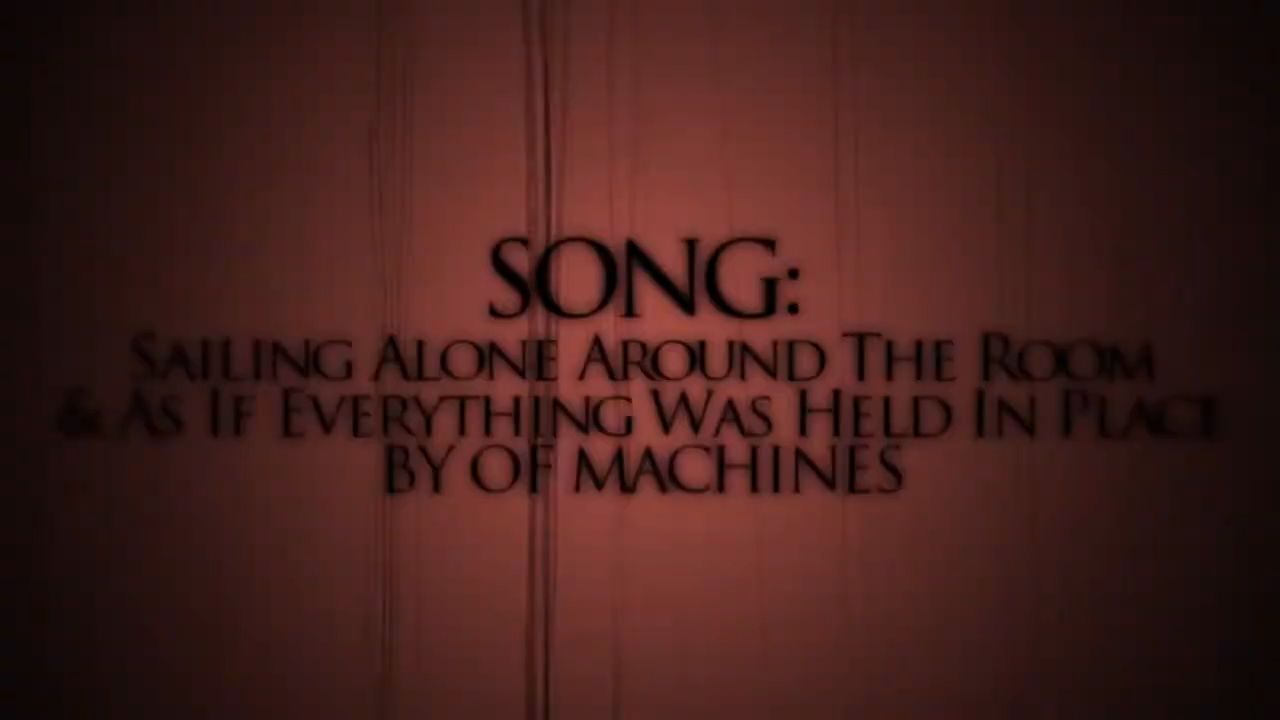 SONG:
SAILING ALONE AROUND THE ROOM
& AS IF EVERYTHING WAS HELD IN PLACE
BY OF MACHINES